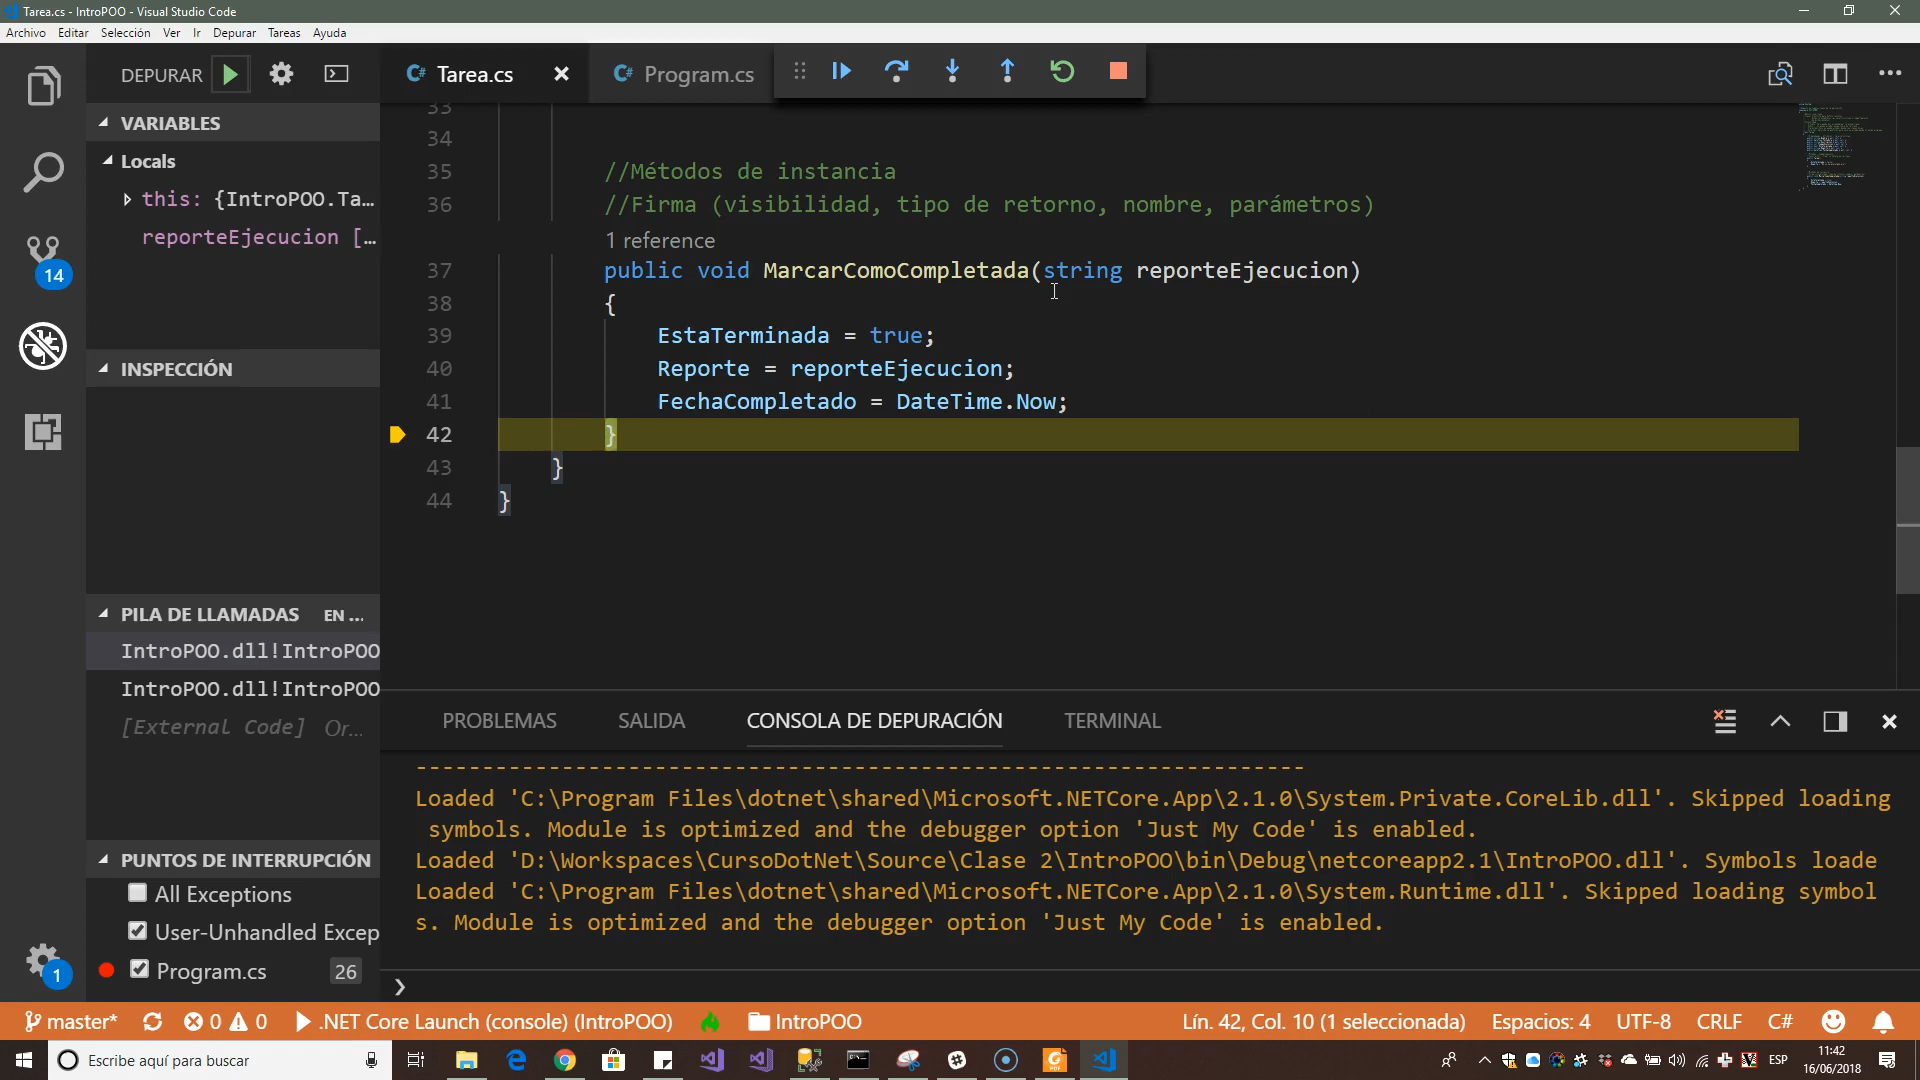 Tarea.cs - IntroPOO - Visual Studio Code
Archivo Editar Selección Ver Ir Depurar Tareas Ayuda
DEPURAR
Tarea.cs
Program.cs
VARIABLES
Locals
this: {IntroPOO.Ta...
reporteEjecucion [...
INSPECCIÓN
PILA DE LLAMADAS EN ...
IntroPOO.dll!IntroPOO
IntroPOO.dll!IntroPOO
[External Code] Or...
PUNTOS DE INTERRUPCIÓN
All Exceptions
User-Unhandled Excep
Program.cs 26
14
1
33
34
35 //Métodos de instancia
36 //Firma (visibilidad, tipo de retorno, nombre, parámetros)
1 reference
37 public void MarcarComoCompletada(string reporteEjecucion)
38 {
39 EstaTerminada = true;
40 Reporte = reporteEjecucion;
41 FechaCompletado = DateTime.Now;
42 }
43 }
44 }
PROBLEMAS SALIDA CONSOLA DE DEPURACIÓN TERMINAL
-------------------------------------------------------------------
Loaded 'C:\Program Files\dotnet\shared\Microsoft.NETCore.App\2.1.0\System.Private.CoreLib.dll'. Skipped loading
symbols. Module is optimized and the debugger option 'Just My Code' is enabled.
Loaded 'D:\Workspaces\CursoDotNet\Source\Clase 2\IntroPOO\bin\Debug\netcoreapp2.1\IntroPOO.dll'. Symbols loade
Loaded 'C:\Program Files\dotnet\shared\Microsoft.NETCore.App\2.1.0\System.Runtime.dll'. Skipped loading symbol
s. Module is optimized and the debugger option 'Just My Code' is enabled.
master* 0 0 .NET Core Launch (console) (IntroPOO) IntroPOO Lín. 42, Col. 10 (1 seleccionada) Espacios: 4 UTF-8 CRLF C#
Escribe aquí para buscar
ESP
11:42
16/06/2018